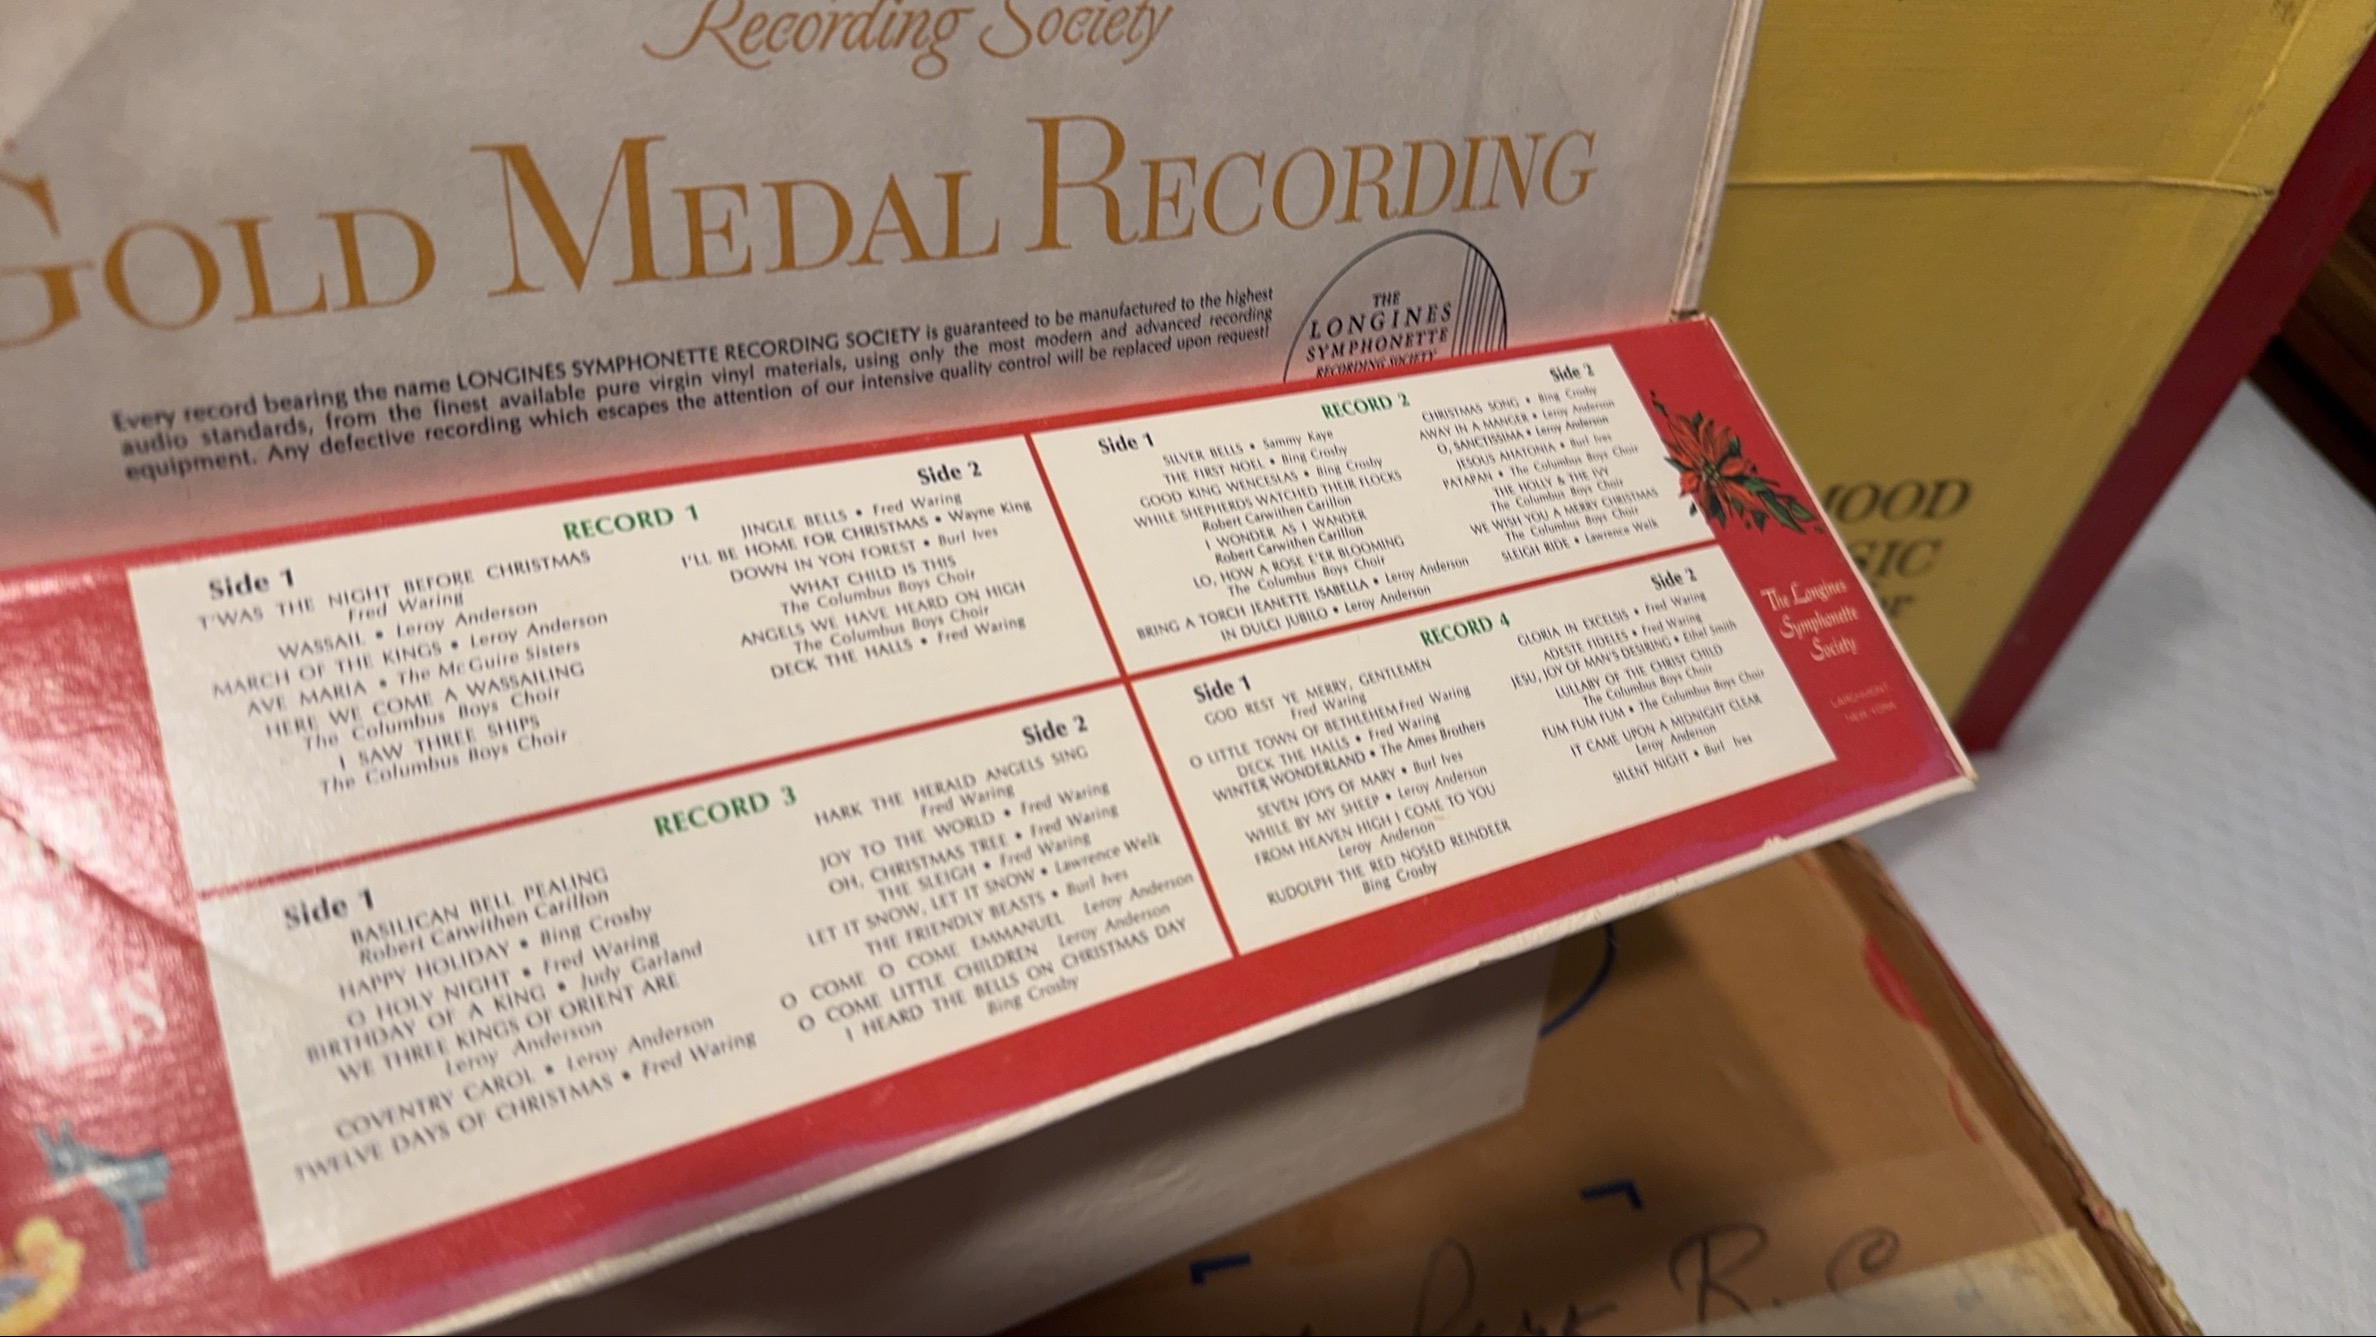 Recording Society
GOLD MEDAL RECORDING
Every record bearing the name LONGINES SYMPHONETTE RECORDING SOCIETY is guaranteed to be manufactured to the highest
audio standards, from the finest available pure virgin vinyl materials, using only the most modern and advanced recording
equipment. Any defective recording which escapes the attention of our intensive quality control will be replaced upon request!
THE
LONGINES
SYMPHONETTE
RECORDING SOCIETY
RECORD 1
Side 1
T'WAS THE NIGHT BEFORE CHRISTMAS
Fred Waring
WASSAIL • Leroy Anderson
MARCH OF THE KINGS • Leroy Anderson
AVE MARIA • The McGuire Sisters
HERE WE COME A WASSAILING
The Columbus Boys Choir
I SAW THREE SHIPS
The Columbus Boys Choir
Side 2
JINGLE BELLS • Fred Waring
I'LL BE HOME FOR CHRISTMAS • Wayne King
DOWN IN YON FOREST • Burl Ives
WHAT CHILD IS THIS
The Columbus Boys Choir
ANGELS WE HAVE HEARD ON HIGH
The Columbus Boys Choir
DECK THE HALLS • Fred Waring
RECORD 2
Side 1
SILVER BELLS • Sammy Kaye
THE FIRST NOEL • Bing Crosby
GOOD KING WENCESLAS • Bing Crosby
WHILE SHEPHERDS WATCHED THEIR FLOCKS
Robert Carwithen Carillon
I WONDER AS I WANDER
Robert Carwithen Carillon
LO, HOW A ROSE E'ER BLOOMING
The Columbus Boys Choir
BRING A TORCH JEANETTE ISABELLA • Leroy Anderson
IN DULCI JUBILO • Leroy Anderson
Side 2
CHRISTMAS SONG • Bing Crosby
AWAY IN A MANGER • Leroy Anderson
O, SANCTISSIMA • Leroy Anderson
JESOUS AHATONIA • Burl Ives
PATAPAN • The Columbus Boys Choir
THE HOLLY & THE IVY
The Columbus Boys Choir
WE WISH YOU A MERRY CHRISTMAS
The Columbus Boys Choir
SLEIGH RIDE • Lawrence Welk
RECORD 3
Side 1
BASILICAN BELL PEALING
Robert Carwithen Carillon
HAPPY HOLIDAY • Bing Crosby
O HOLY NIGHT • Fred Waring
BIRTHDAY OF A KING • Judy Garland
WE THREE KINGS OF ORIENT ARE
Leroy Anderson
COVENTRY CAROL • Leroy Anderson
TWELVE DAYS OF CHRISTMAS • Fred Waring
Side 2
HARK THE HERALD ANGELS SING
Fred Waring
JOY TO THE WORLD • Fred Waring
OH, CHRISTMAS TREE • Fred Waring
THE SLEIGH • Fred Waring
LET IT SNOW, LET IT SNOW • Lawrence Welk
THE FRIENDLY BEASTS • Burl Ives
O COME O COME EMMANUEL Leroy Anderson
O COME LITTLE CHILDREN Leroy Anderson
I HEARD THE BELLS ON CHRISTMAS DAY
Bing Crosby
RECORD 4
Side 1
GOD REST YE MERRY, GENTLEMEN
Fred Waring
O LITTLE TOWN OF BETHLEHEM Fred Waring
DECK THE HALLS • Fred Waring
WINTER WONDERLAND • The Ames Brothers
SEVEN JOYS OF MARY • Burl Ives
WHILE BY MY SHEEP • Leroy Anderson
FROM HEAVEN HIGH I COME TO YOU
Leroy Anderson
RUDOLPH THE RED NOSED REINDEER
Bing Crosby
Side 2
GLORIA IN EXCELSIS • Fred Waring
ADESTE FIDELES • Fred Waring
JESU, JOY OF MAN'S DESIRING • Ethel Smith
LULLABY OF THE CHRIST CHILD
The Columbus Boys Choir
FUM FUM FUM • The Columbus Boys Choir
IT CAME UPON A MIDNIGHT CLEAR
Leroy Anderson
SILENT NIGHT • Burl Ives
The Longines
Symphonette
Society
LARCHMONT
NEW YORK
OOD
SIC
or
R. C